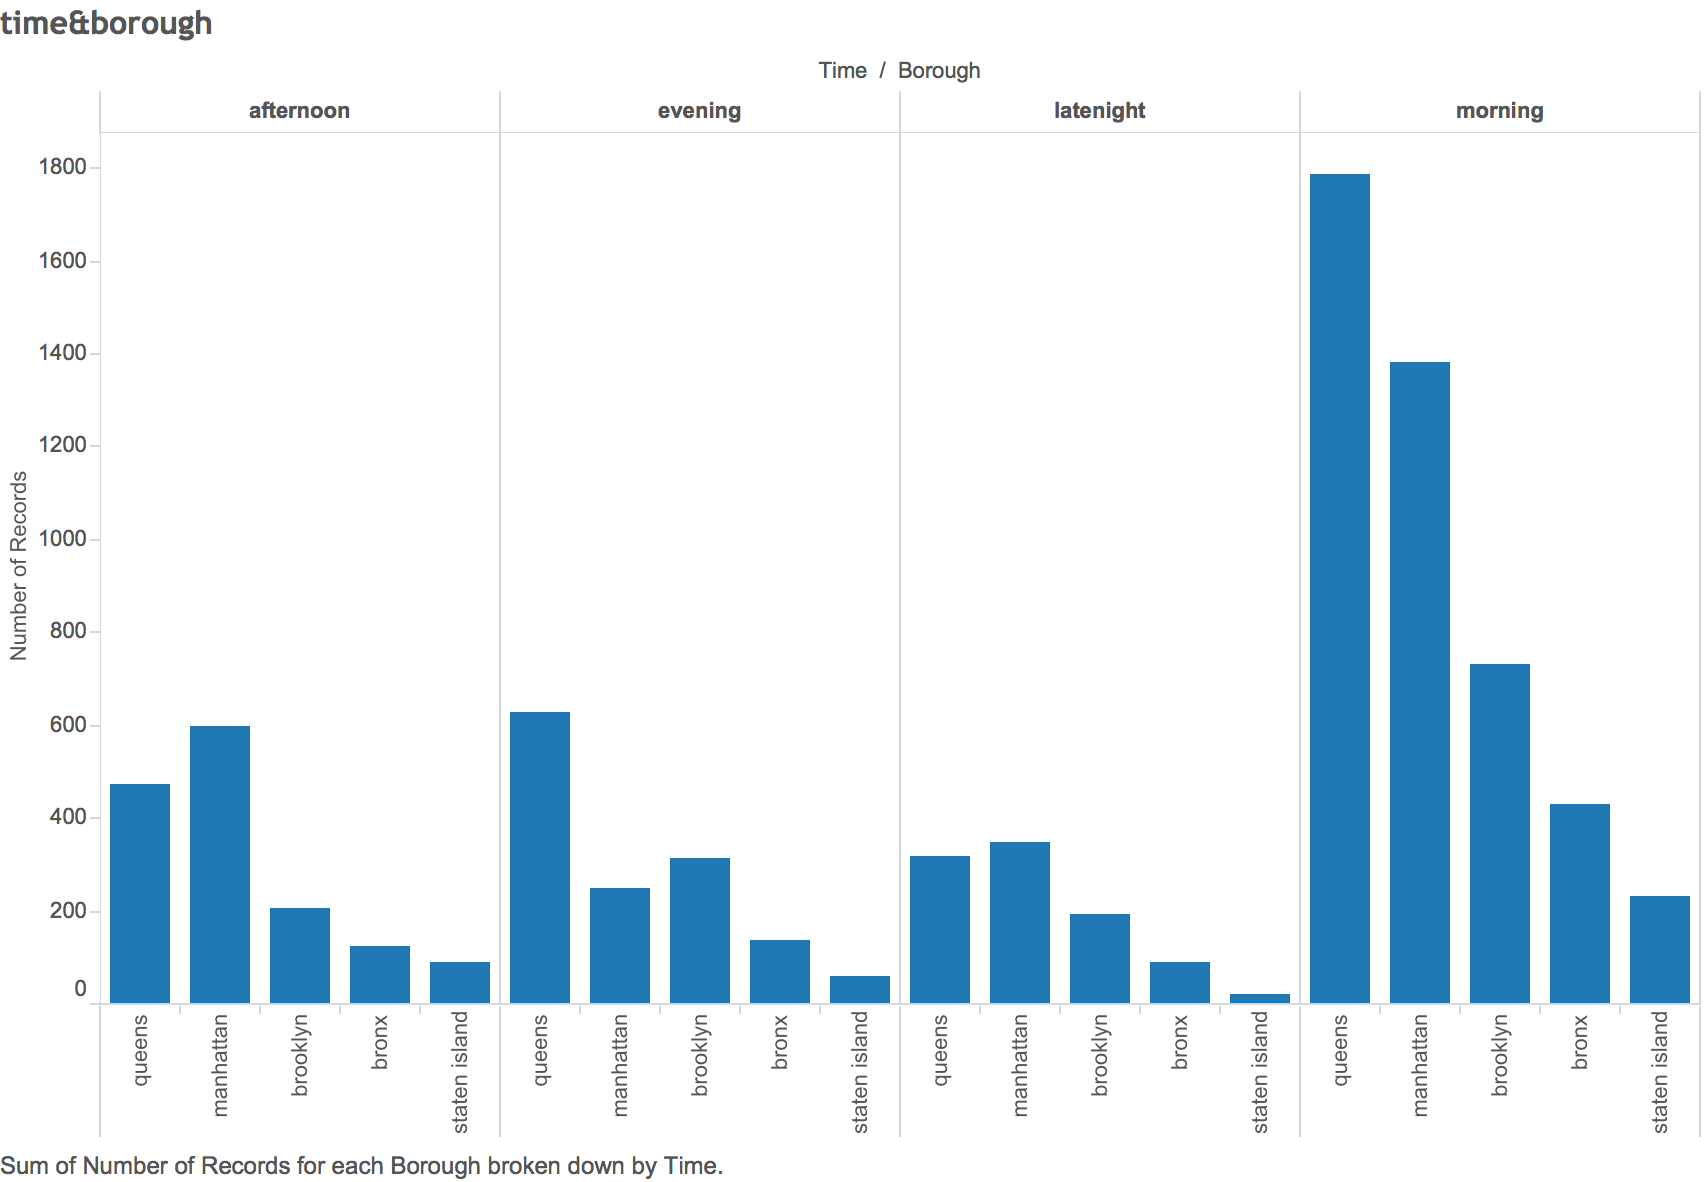 time&borough
Time / Borough
afternoon evening latenight morning
1800
1600
1400
1200
1000
800
600
400
200
0
Number of Records
queens manhattan brooklyn bronx staten island queens manhattan brooklyn bronx staten island queens manhattan brooklyn bronx staten island queens manhattan brooklyn bronx staten island
Sum of Number of Records for each Borough broken down by Time.